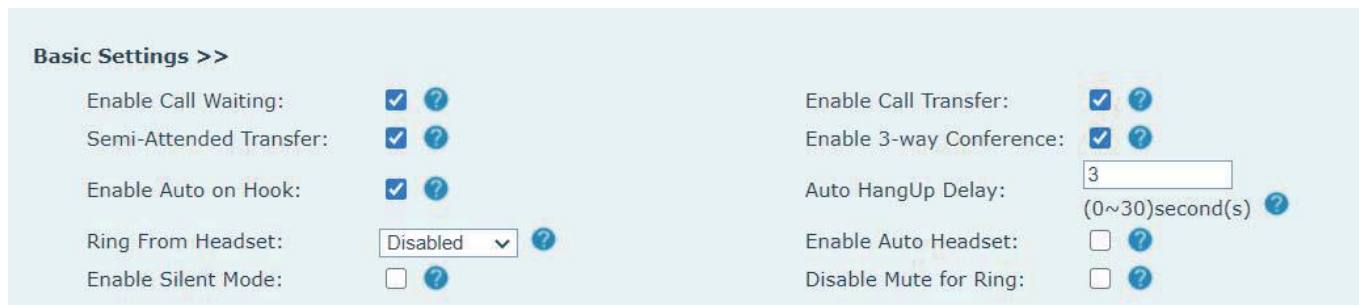 Basic Settings >>
Enable Call Waiting: Enable Call Transfer:
Semi-Attended Transfer: Enable 3-way Conference:
Enable Auto on Hook: Auto HangUp Delay: 3
(0~30)second(s)
Ring From Headset: Disabled Enable Auto Headset:
Enable Silent Mode: Disable Mute for Ring: